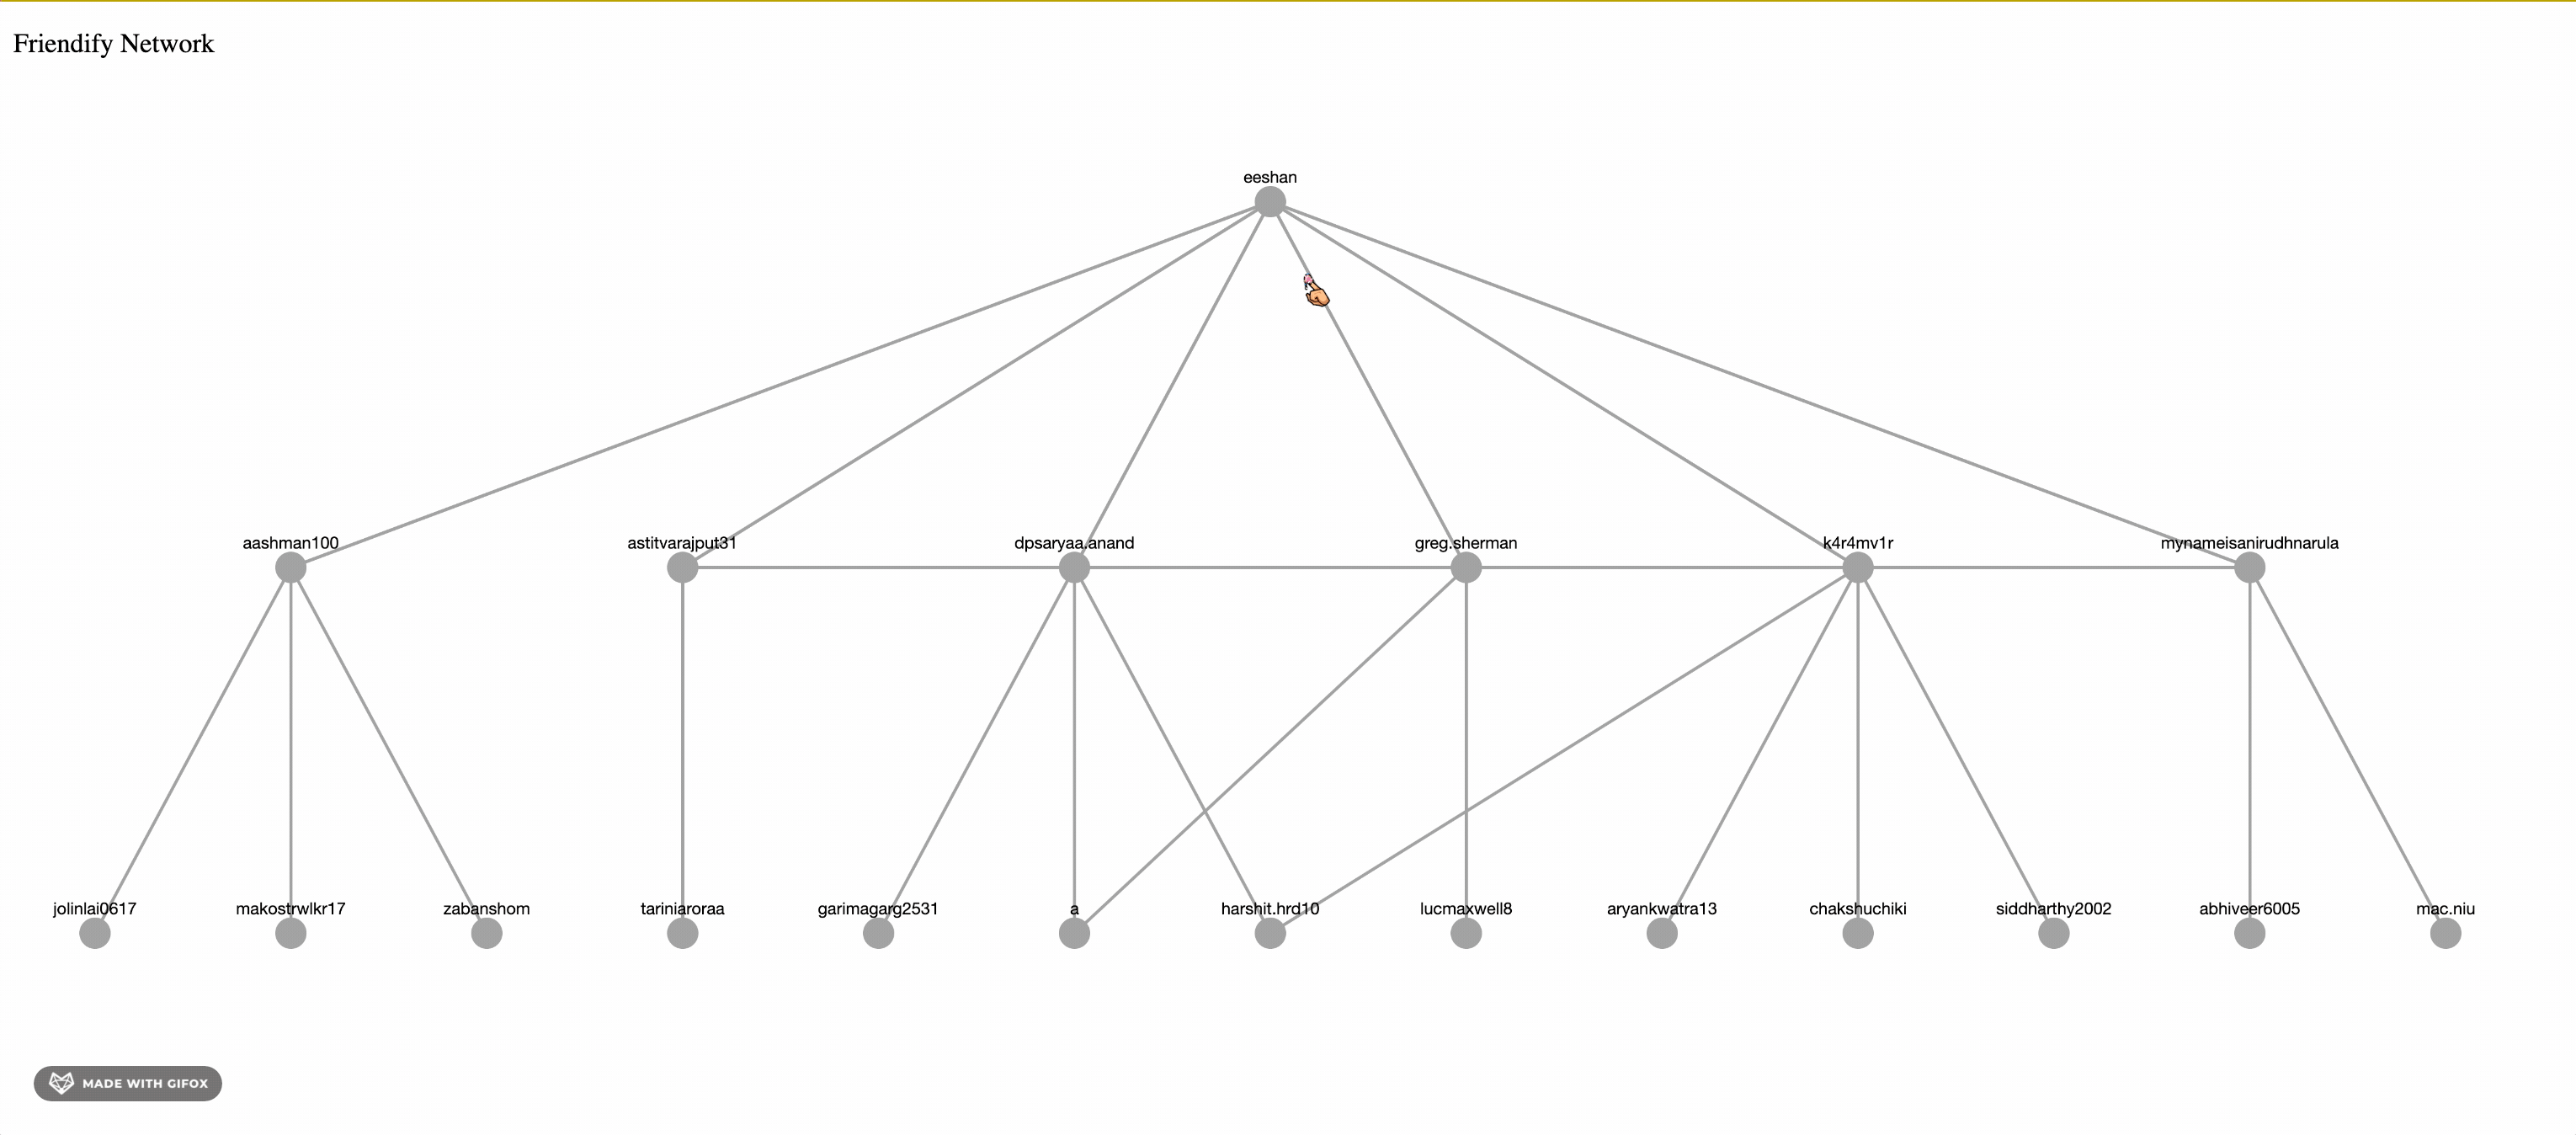 Friendify Network
eeshan
aashman100
astitvarajput31
dpsaryaa.anand
greg.sherman
k4r4mv1r
mynameisanirudhnarula
jolinlai0617
makostrwlkr17
zabanshom
tariniaroraa
garimagarg2531
a
harshit.hrd10
lucmaxwell8
aryankwatra13
chakshuchiki
siddharthy2002
abhiveer6005
mac.niu
MADE WITH GIFOX